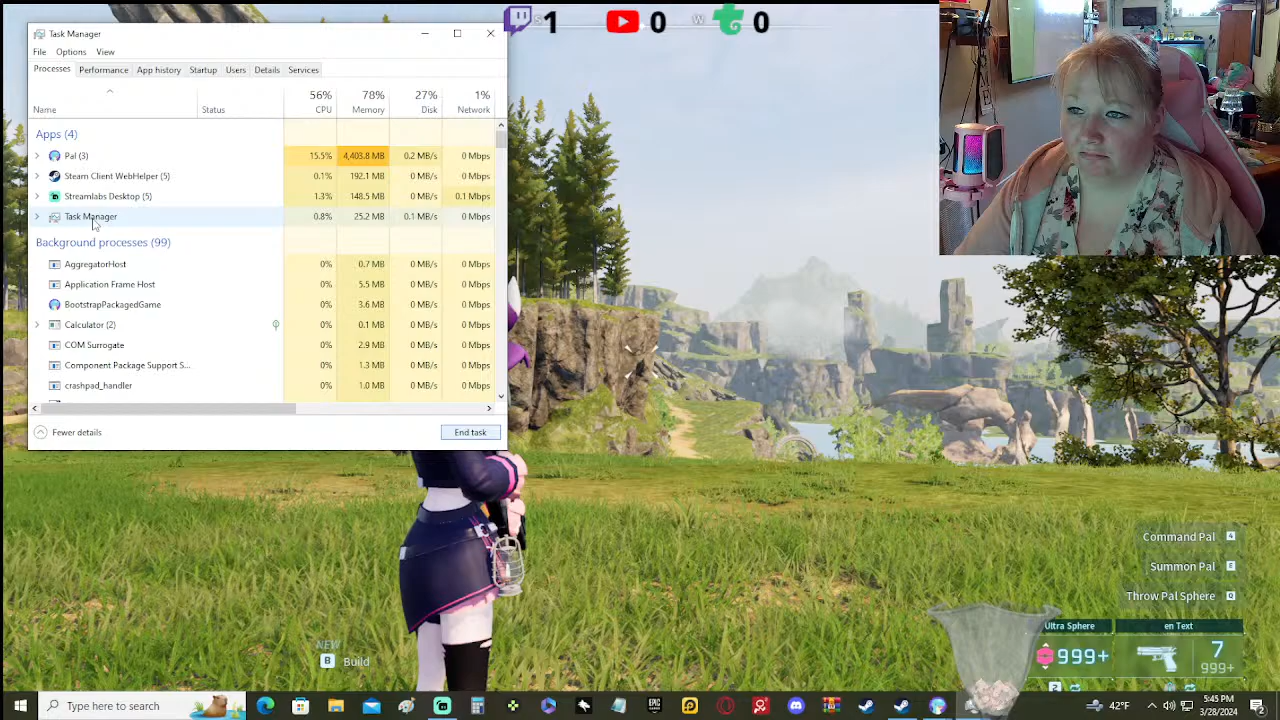 S 1 0 W 0
Task Manager
File Options View
Processes Performance App history Startup Users Details Services
56% 78% 27% 1%
Name Status CPU Memory Disk Network
Apps (4)
Pal (3) 15.5% 4,403.8 MB 0.2 MB/s 0 Mbps
Steam Client WebHelper (5) 0.1% 192.1 MB 0 MB/s 0 Mbps
Streamlabs Desktop (5) 1.3% 148.5 MB 0 MB/s 0.1 Mbps
Task Manager 0.8% 25.2 MB 0.1 MB/s 0 Mbps
Background processes (99)
AggregatorHost 0% 0.7 MB 0 MB/s 0 Mbps
Application Frame Host 0% 5.5 MB 0 MB/s 0 Mbps
BootstrapPackagedGame 0% 3.6 MB 0 MB/s 0 Mbps
Calculator (2) 0% 0.1 MB 0 MB/s 0 Mbps
COM Surrogate 0% 2.9 MB 0 MB/s 0 Mbps
Component Package Support S... 0% 1.3 MB 0 MB/s 0 Mbps
crashpad_handler 0% 1.0 MB 0 MB/s 0 Mbps
Fewer details End task
Command Pal 4
Summon Pal E
Throw Pal Sphere Q
Ultra Sphere en Text
NEW
B Build
999+ 7
999+
2
Type here to search EPIC 42°F 5:45 PM
3/28/2024 2